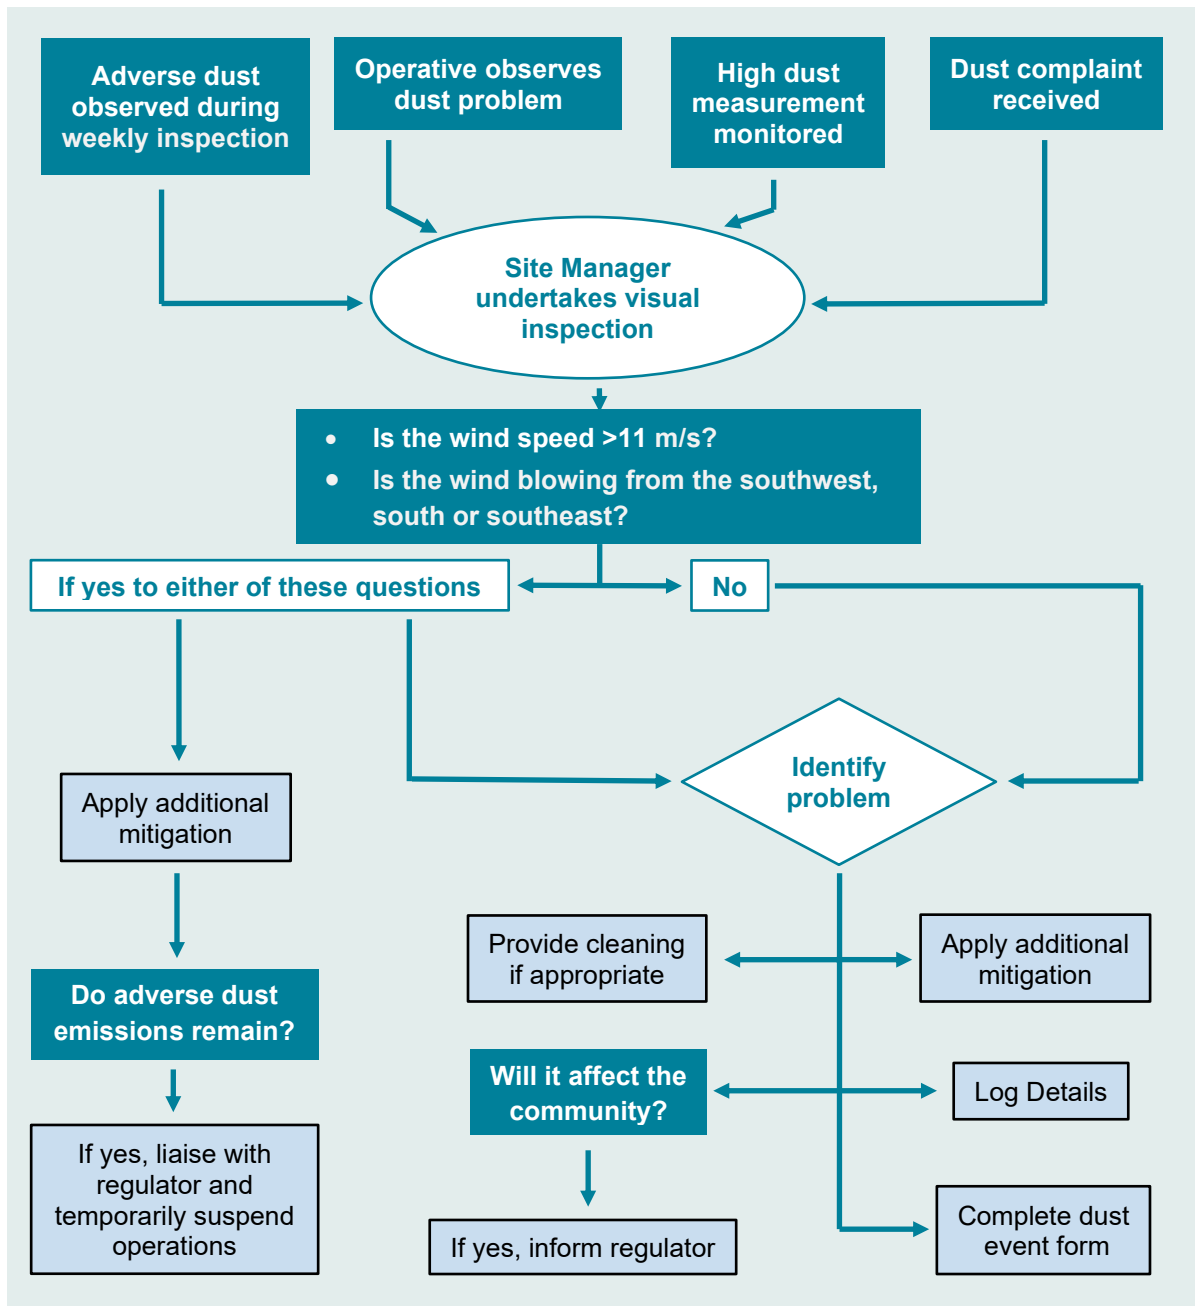 Adverse dust
observed during
weekly inspection
Operative observes
dust problem
High dust
measurement
monitored
Dust complaint
received
Site Manager
undertakes visual
inspection
• Is the wind speed >11 m/s?
• Is the wind blowing from the southwest,
south or southeast?
If yes to either of these questions
No
Identify
problem
Apply additional
mitigation
Provide cleaning
if appropriate
Apply additional
mitigation
Do adverse dust
emissions remain?
Will it affect the
community?
Log Details
If yes, liaise with
regulator and
temporarily suspend
operations
If yes, inform regulator
Complete dust
event form